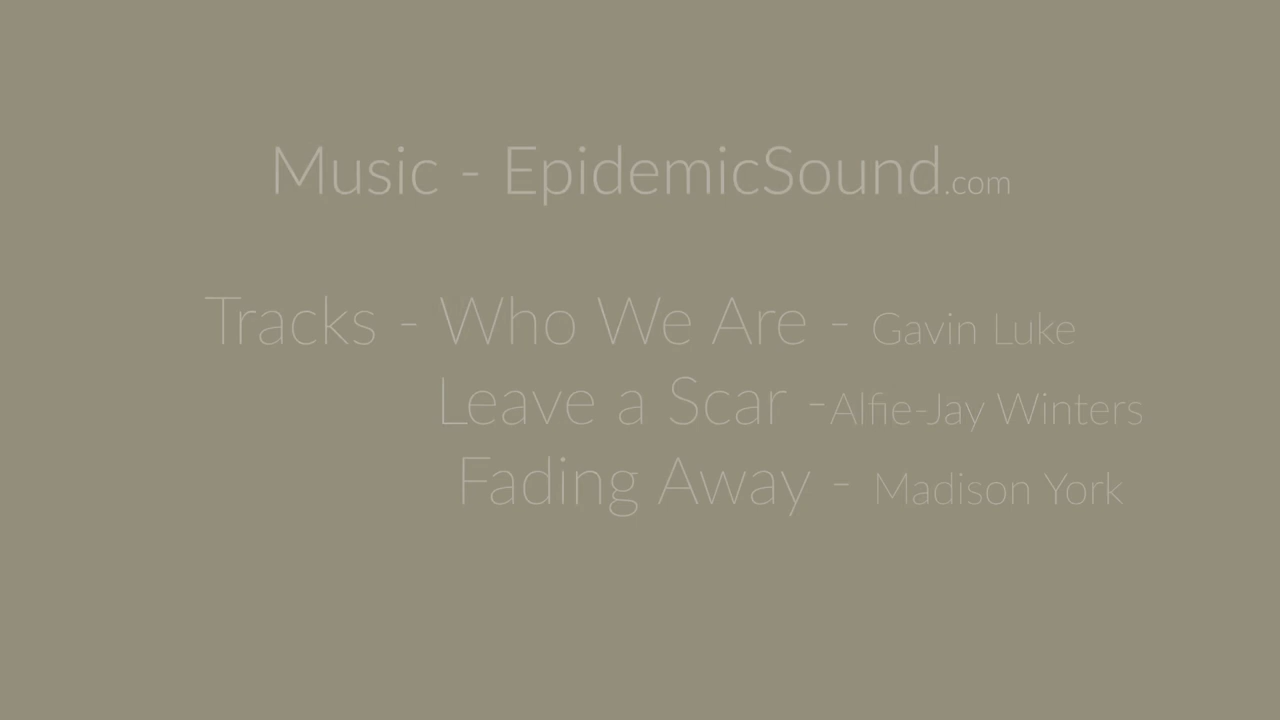 Music - EpidemicSound.com
Tracks - Who We Are - Gavin Luke
Leave a Scar -Alfie-Jay Winters
Fading Away - Madison York